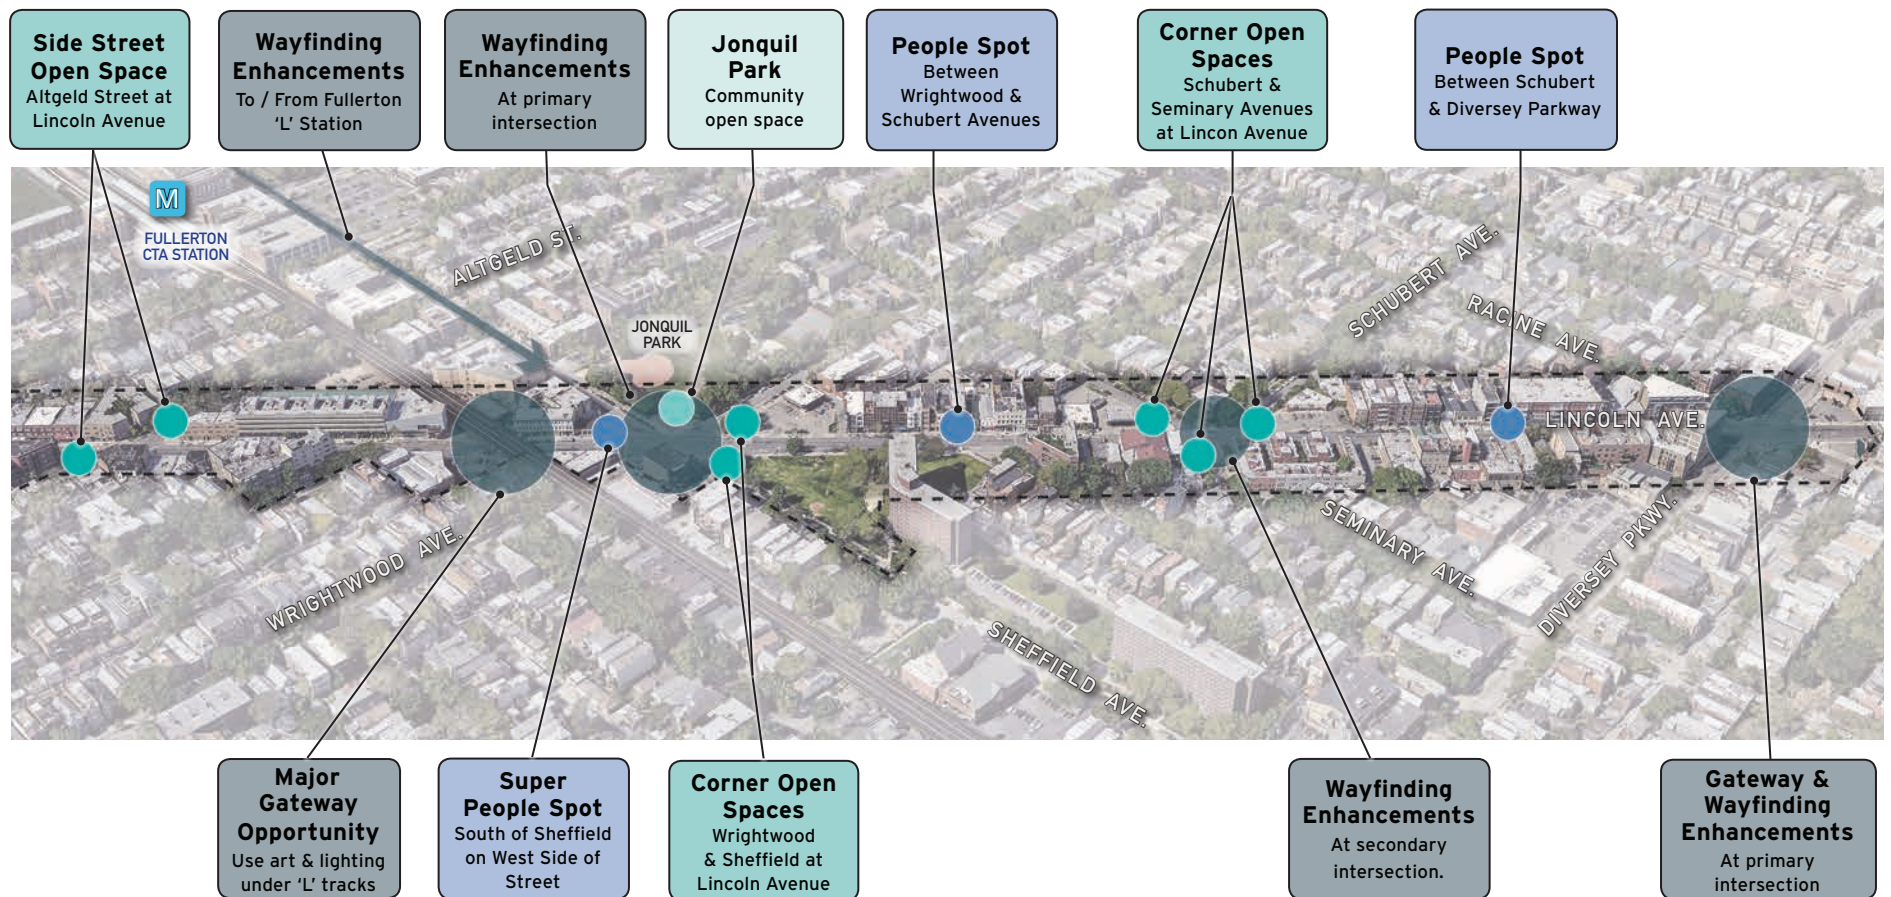 Side Street
Open Space
Altgeld Street at
Lincoln Avenue
Wayfinding
Enhancements
To / From Fullerton
‘L’ Station
Wayfinding
Enhancements
At primary
intersection
Jonquil
Park
Community
open space
People Spot
Between
Wrightwood &
Schubert Avenues
Corner Open
Spaces
Schubert &
Seminary Avenues
at Lincon Avenue
People Spot
Between Schubert
& Diversey Parkway
M
FULLERTON
CTA STATION
ALTGELD ST.
SCHUBERT AVE.
RACINE AVE.
JONQUIL
PARK
LINCOLN AVE.
WRIGHTWOOD AVE.
SEMINARY AVE.
DIVERSEY PKWY.
SHEFFIELD AVE.
Major
Gateway
Opportunity
Use art & lighting
under ‘L’ tracks
Super
People Spot
South of Sheffield
on West Side of
Street
Corner Open
Spaces
Wrightwood
& Sheffield at
Lincoln Avenue
Wayfinding
Enhancements
At secondary
intersection.
Gateway &
Wayfinding
Enhancements
At primary
intersection